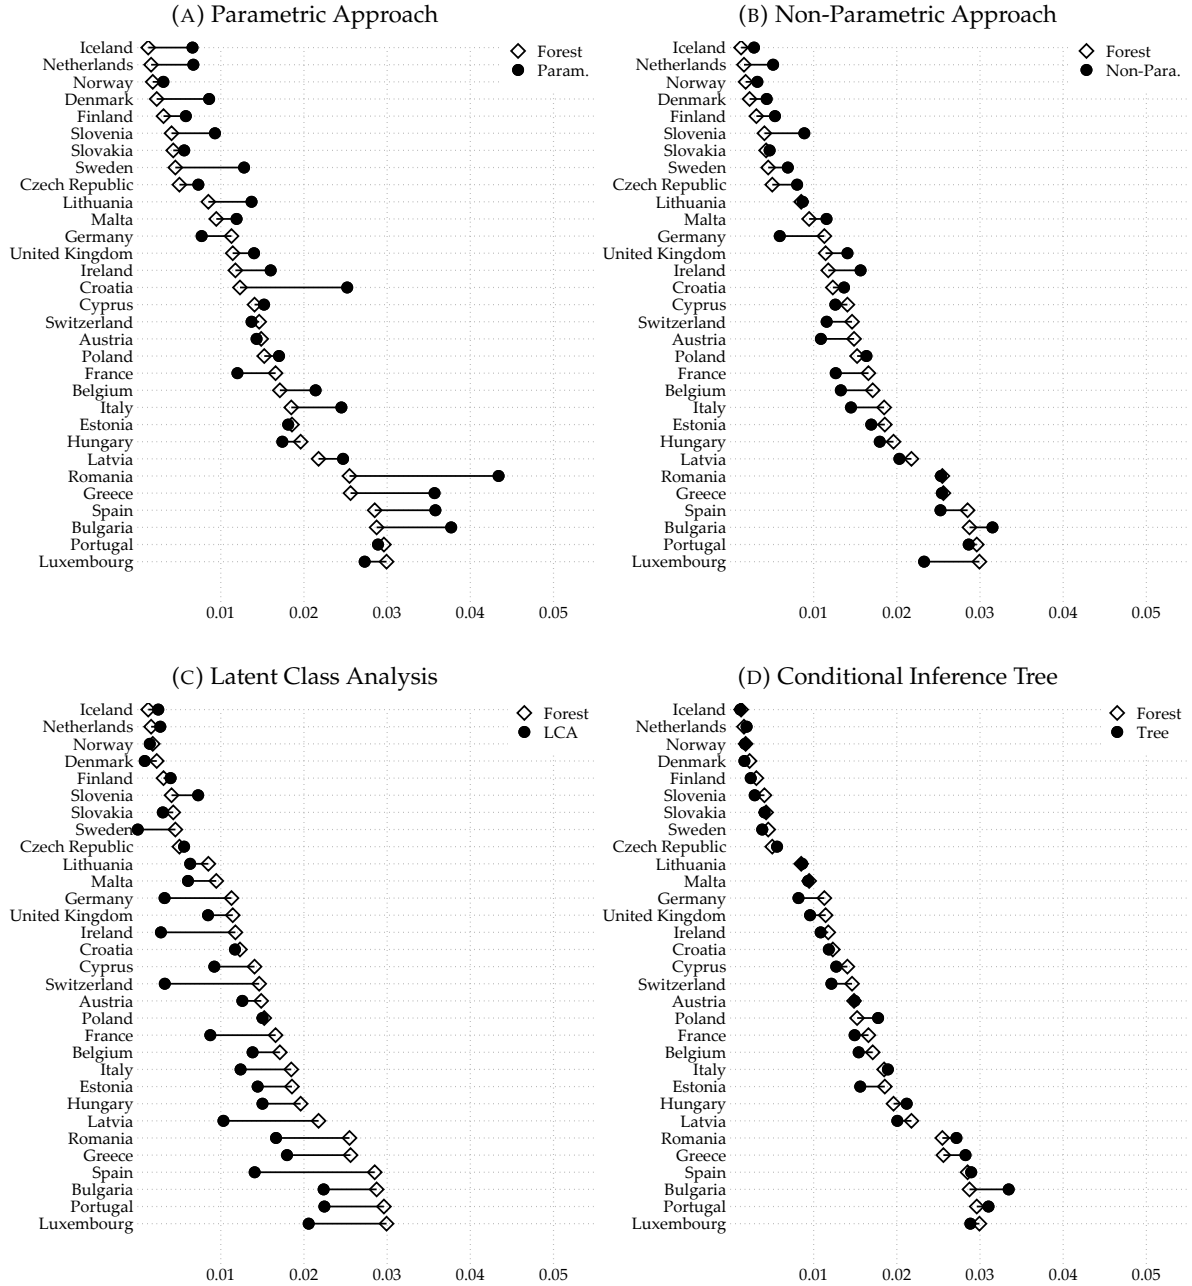 (A) Parametric Approach
Iceland
Netherlands
Norway
Denmark
Finland
Slovenia
Slovakia
Sweden
Czech Republic
Lithuania
Malta
Germany
United Kingdom
Ireland
Croatia
Cyprus
Switzerland
Austria
Poland
France
Belgium
Italy
Estonia
Hungary
Latvia
Romania
Greece
Spain
Bulgaria
Portugal
Luxembourg
Forest
Param.
0.01 0.02 0.03 0.04 0.05
(B) Non-Parametric Approach
Iceland
Netherlands
Norway
Denmark
Finland
Slovenia
Slovakia
Sweden
Czech Republic
Lithuania
Malta
Germany
United Kingdom
Ireland
Croatia
Cyprus
Switzerland
Austria
Poland
France
Belgium
Italy
Estonia
Hungary
Latvia
Romania
Greece
Spain
Bulgaria
Portugal
Luxembourg
Forest
Non-Para.
0.01 0.02 0.03 0.04 0.05
(C) Latent Class Analysis
Iceland
Netherlands
Norway
Denmark
Finland
Slovenia
Slovakia
Sweden
Czech Republic
Lithuania
Malta
Germany
United Kingdom
Ireland
Croatia
Cyprus
Switzerland
Austria
Poland
France
Belgium
Italy
Estonia
Hungary
Latvia
Romania
Greece
Spain
Bulgaria
Portugal
Luxembourg
Forest
LCA
0.01 0.02 0.03 0.04 0.05
(D) Conditional Inference Tree
Iceland
Netherlands
Norway
Denmark
Finland
Slovenia
Slovakia
Sweden
Czech Republic
Lithuania
Malta
Germany
United Kingdom
Ireland
Croatia
Cyprus
Switzerland
Austria
Poland
France
Belgium
Italy
Estonia
Hungary
Latvia
Romania
Greece
Spain
Bulgaria
Portugal
Luxembourg
Forest
Tree
0.01 0.02 0.03 0.04 0.05